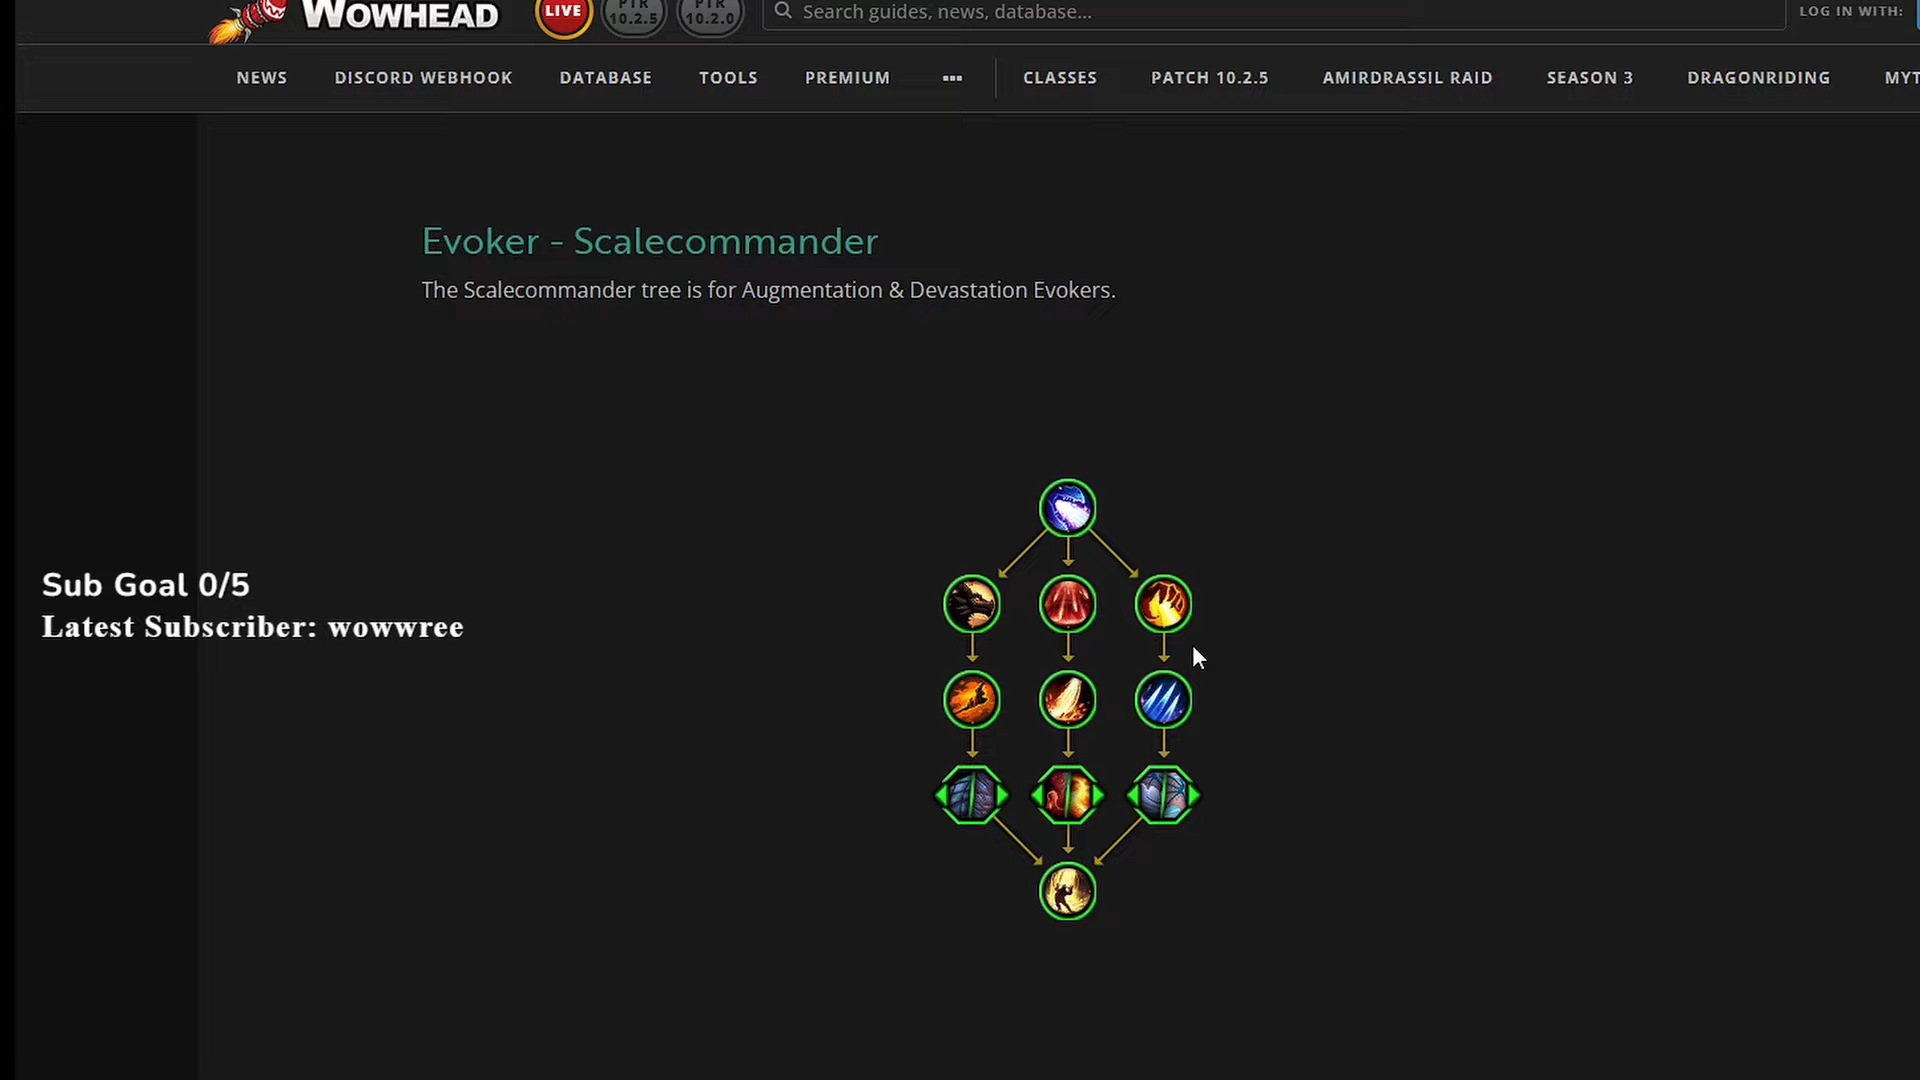 WOWHEAD
LIVE
PTR 10.2.5
PTR 10.2.0
Search guides, news, database...
LOG IN WITH:
NEWS DISCORD WEBHOOK DATABASE TOOLS PREMIUM ••• CLASSES PATCH 10.2.5 AMIRDRASSIL RAID SEASON 3 DRAGONRIDING MYT
Evoker - Scalecommander
The Scalecommander tree is for Augmentation & Devastation Evokers.
Sub Goal 0/5
Latest Subscriber: wowwree